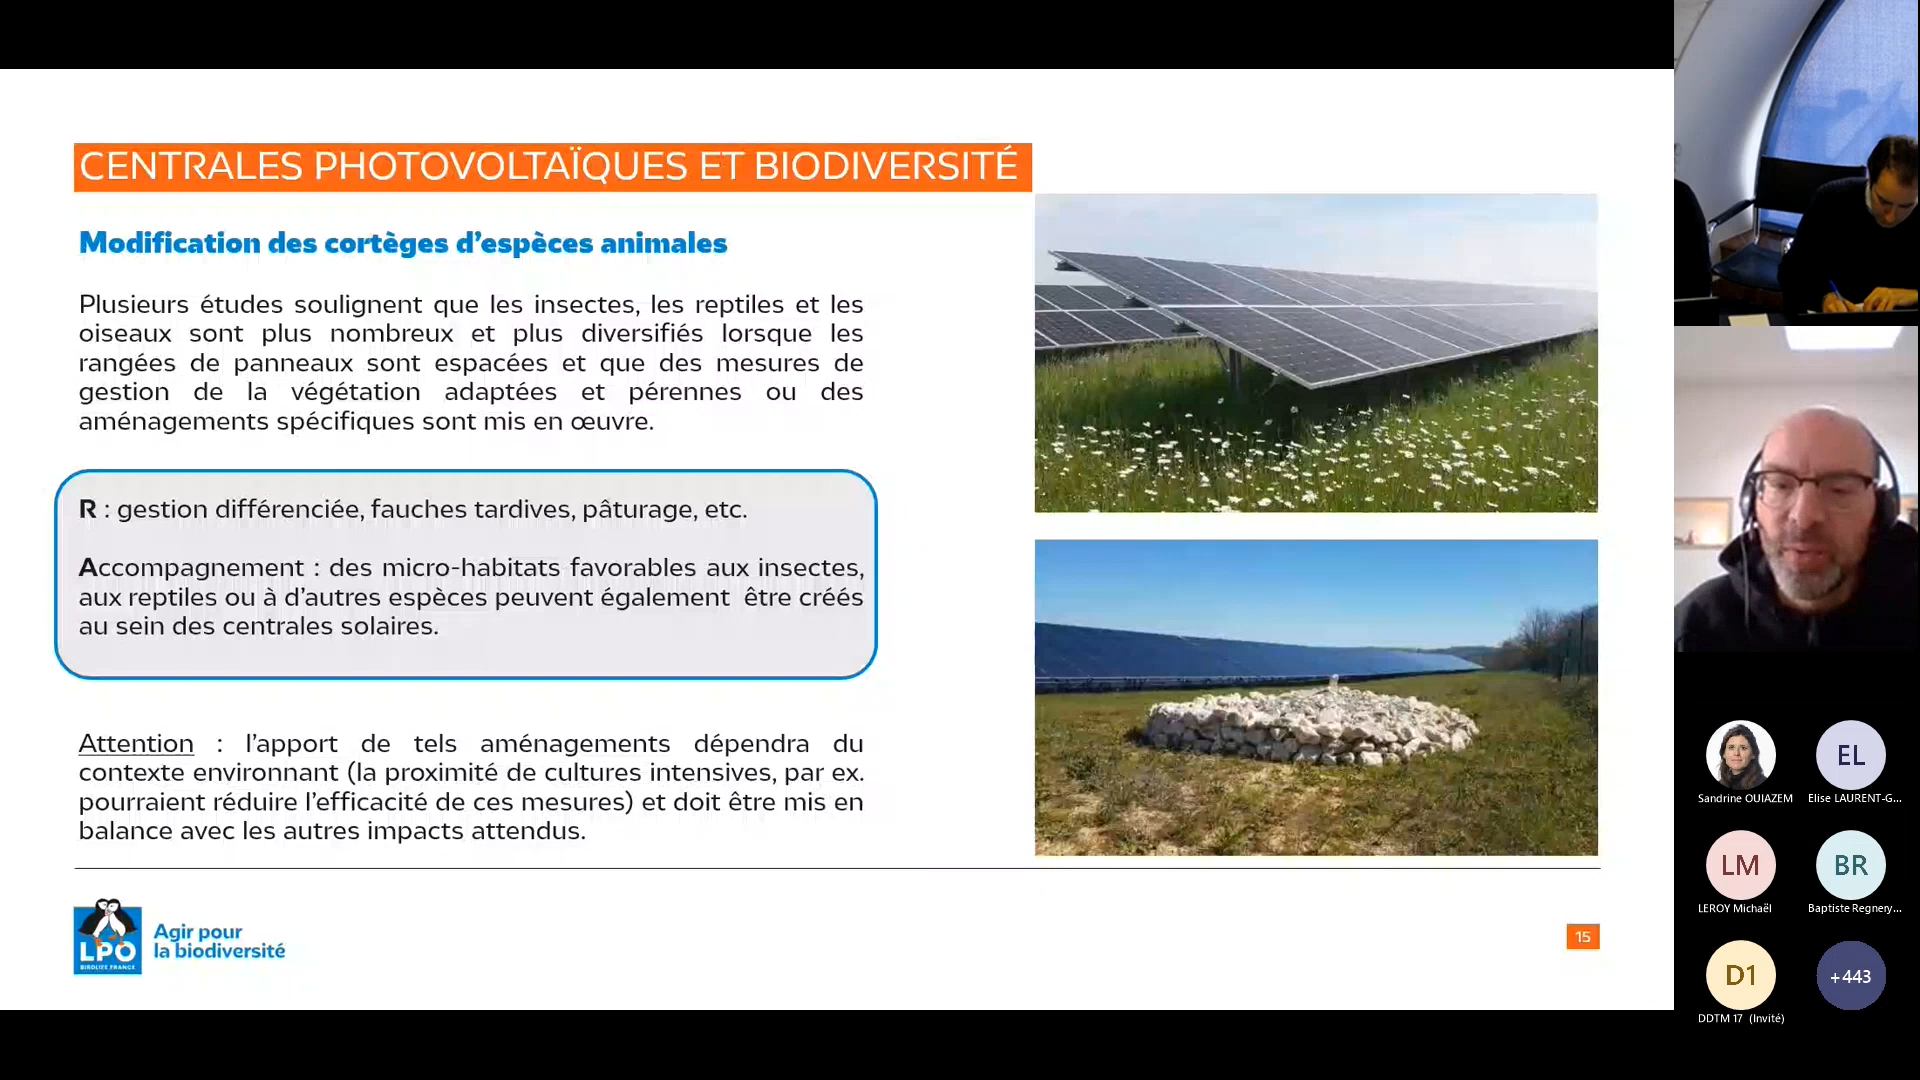 CENTRALES PHOTOVOLTAÏQUES ET BIODIVERSITÉ
Modification des cortèges d’espèces animales
Plusieurs études soulignent que les insectes, les reptiles et les
oiseaux sont plus nombreux et plus diversifiés lorsque les
rangées de panneaux sont espacées et que des mesures de
gestion de la végétation adaptées et pérennes ou des
aménagements spécifiques sont mis en œuvre.
R : gestion différenciée, fauches tardives, pâturage, etc.
Accompagnement : des micro-habitats favorables aux insectes,
aux reptiles ou à d’autres espèces peuvent également être créés
au sein des centrales solaires.
Attention : l’apport de tels aménagements dépendra du
contexte environnant (la proximité de cultures intensives, par ex.
pourraient réduire l’efficacité de ces mesures) et doit être mis en
balance avec les autres impacts attendus.
LPO
BIRDLIFE FRANCE
Agir pour
la biodiversité
15
Sandrine OUIAZEM
EL
Elise LAURENT-G...
LM
LEROY Michaël
BR
Baptiste Regnery...
D1
DDTM 17 (Invité)
+443